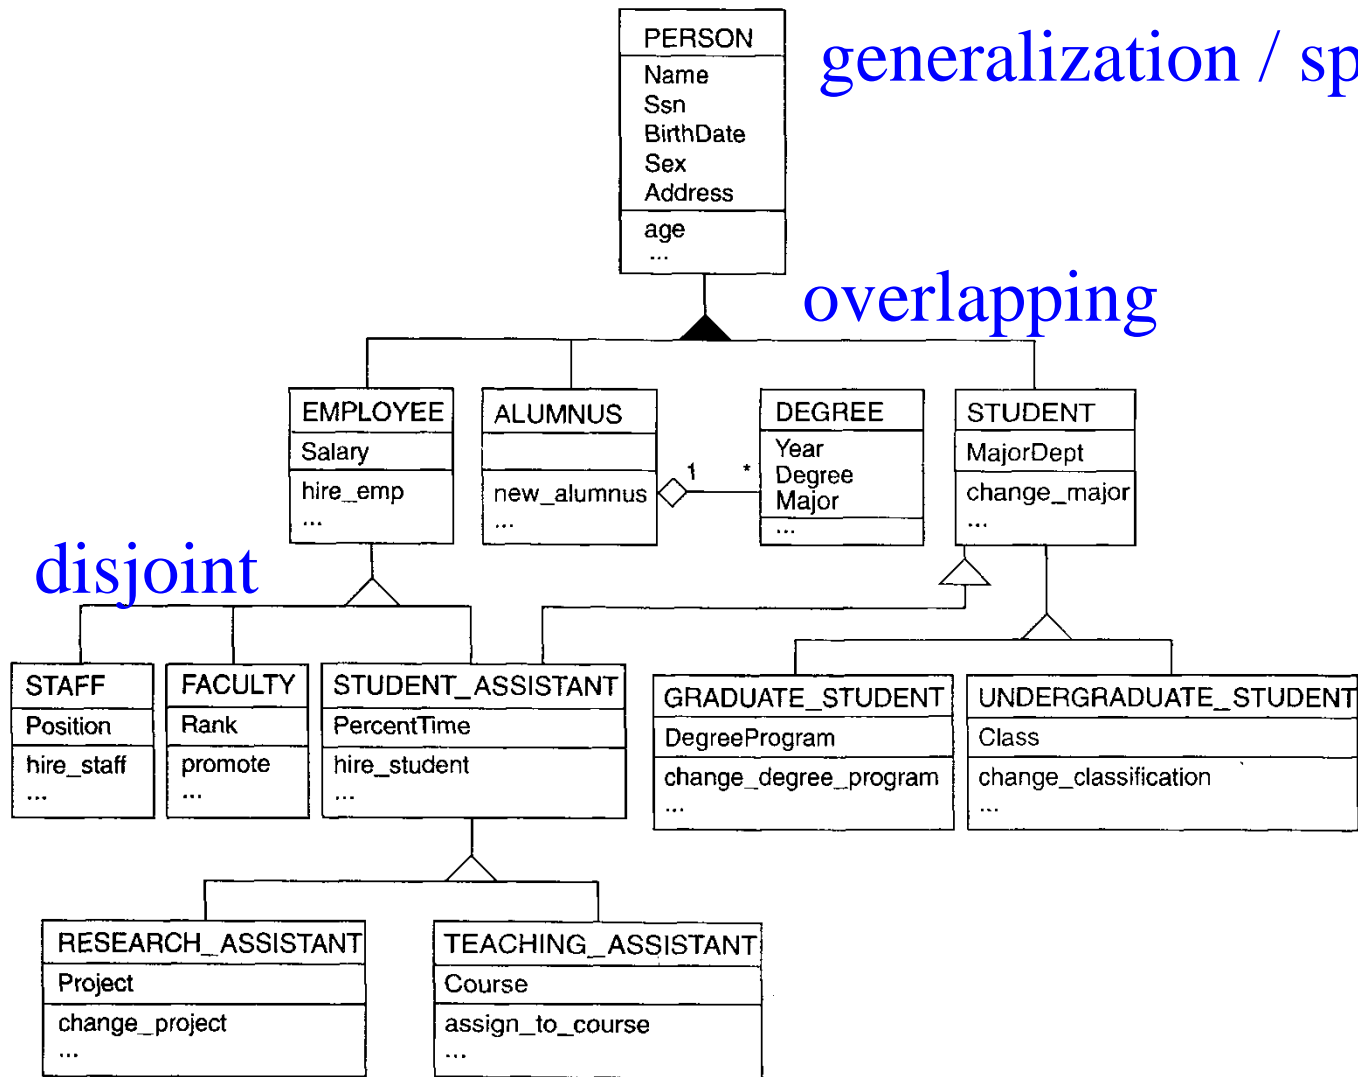 PERSON
generalization / sp
Name
Ssn
BirthDate
Sex
Address
age
...
overlapping
EMPLOYEE
Salary
hire_emp
...
ALUMNUS
new_alumnus
...
1
*
DEGREE
Year
Degree
Major
...
STUDENT
MajorDept
change_major
...
disjoint
STAFF
Position
hire_staff
...
FACULTY
Rank
promote
...
STUDENT_ASSISTANT
PercentTime
hire_student
...
GRADUATE_STUDENT
DegreeProgram
change_degree_program
...
UNDERGRADUATE_STUDENT
Class
change_classification
...
RESEARCH_ASSISTANT
Project
change_project
...
TEACHING_ASSISTANT
Course
assign_to_course
...